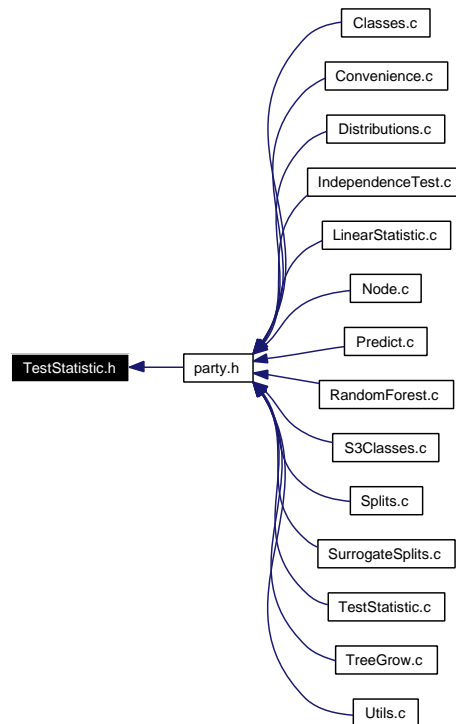 Classes.c
Convenience.c
Distributions.c
IndependenceTest.c
LinearStatistic.c
Node.c
Predict.c
TestStatistic.h
party.h
RandomForest.c
S3Classes.c
Splits.c
SurrogateSplits.c
TestStatistic.c
TreeGrow.c
Utils.c